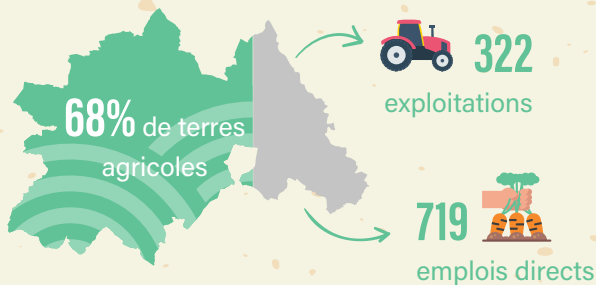 68% de terres
agricoles
322
exploitations
719
emplois directs